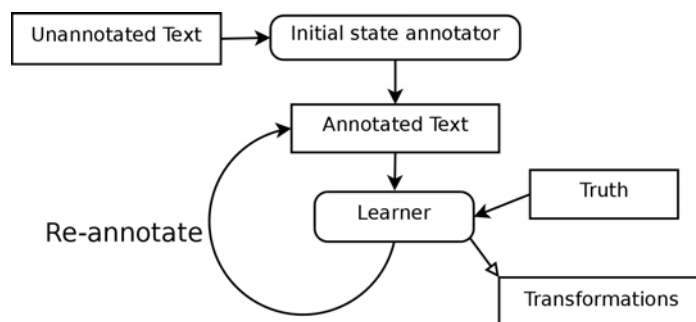 Unannotated Text
Initial state annotator
Annotated Text
Truth
Learner
Re-annotate
Transformations